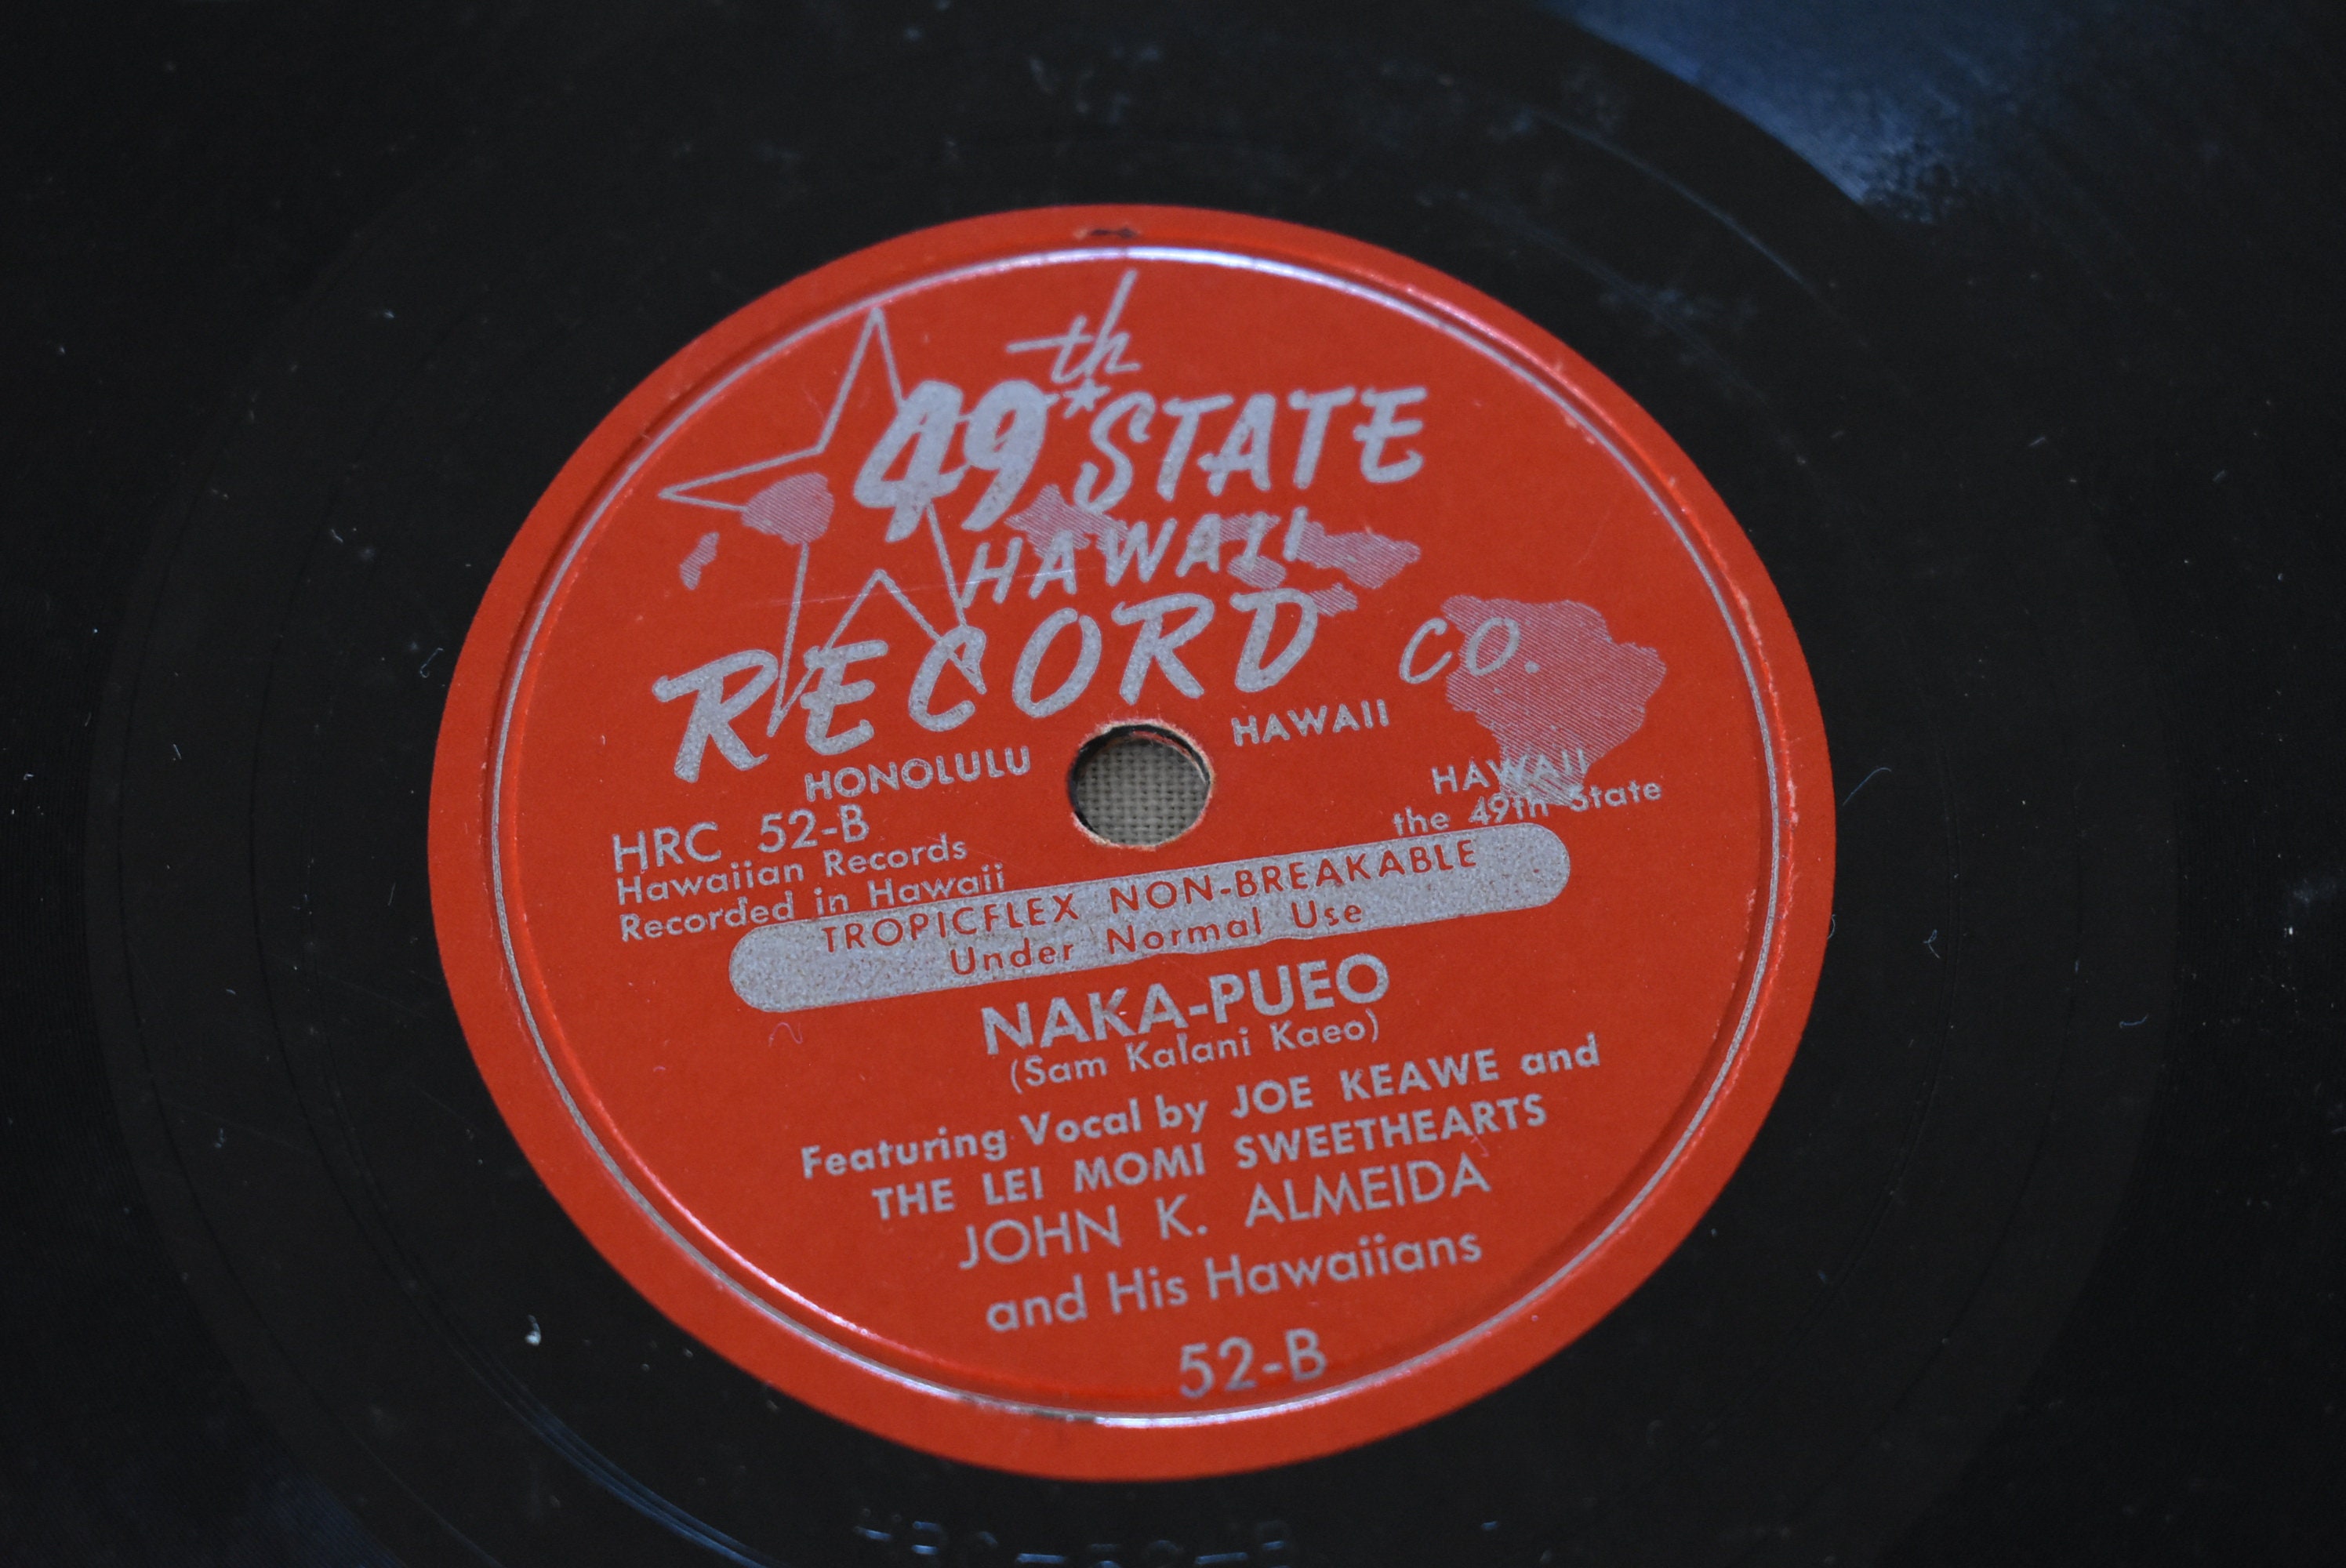 49th STATE
HAWAII
RECORD CO.
HONOLULU HAWAII
HAWAII
the 49th State
HRC 52-B
Hawaiian Records
Recorded in Hawaii
TROPICFLEX NON-BREAKABLE
Under Normal Use
NAKA-PUEO
(Sam Kalani Kaeo)
Featuring Vocal by JOE KEAWE and
THE LEI MOMI SWEETHEARTS
JOHN K. ALMEIDA
and His Hawaiians
52-B